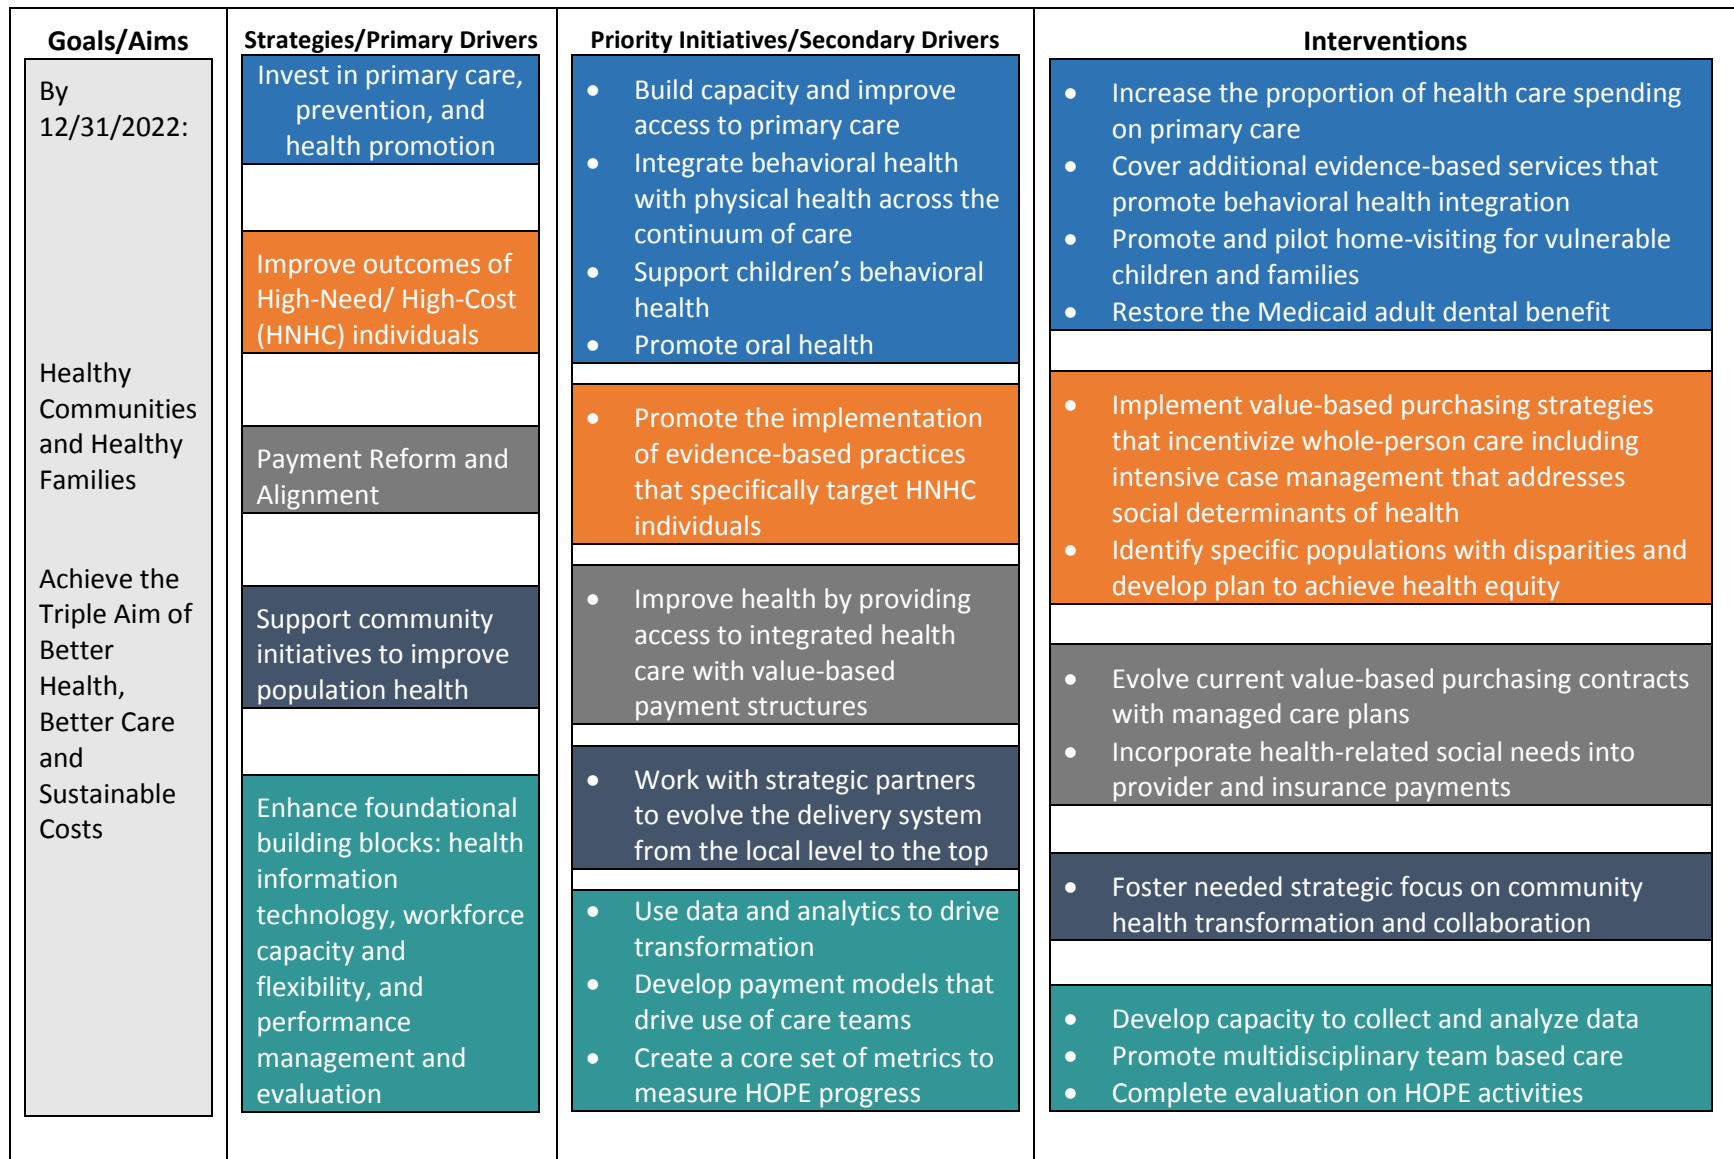 Goals/Aims
By
12/31/2022:
Healthy
Communities
and Healthy
Families
Achieve the
Triple Aim of
Better
Health,
Better Care
and
Sustainable
Costs
Strategies/Primary Drivers
Invest in primary care,
prevention, and
health promotion
Improve outcomes of
High-Need/ High-Cost
(HNHC) individuals
Payment Reform and
Alignment
Support community
initiatives to improve
population health
Enhance foundational
building blocks: health
information
technology, workforce
capacity and
flexibility, and
performance
management and
evaluation
Priority Initiatives/Secondary Drivers
• Build capacity and improve
access to primary care
• Integrate behavioral health
with physical health across the
continuum of care
• Support children’s behavioral
health
• Promote oral health
• Promote the implementation
of evidence-based practices
that specifically target HNHC
individuals
• Improve health by providing
access to integrated health
care with value-based
payment structures
• Work with strategic partners
to evolve the delivery system
from the local level to the top
• Use data and analytics to drive
transformation
• Develop payment models that
drive use of care teams
• Create a core set of metrics to
measure HOPE progress
Interventions
• Increase the proportion of health care spending
on primary care
• Cover additional evidence-based services that
promote behavioral health integration
• Promote and pilot home-visiting for vulnerable
children and families
• Restore the Medicaid adult dental benefit
• Implement value-based purchasing strategies
that incentivize whole-person care including
intensive case management that addresses
social determinants of health
• Identify specific populations with disparities and
develop plan to achieve health equity
• Evolve current value-based purchasing contracts
with managed care plans
• Incorporate health-related social needs into
provider and insurance payments
• Foster needed strategic focus on community
health transformation and collaboration
• Develop capacity to collect and analyze data
• Promote multidisciplinary team based care
• Complete evaluation on HOPE activities